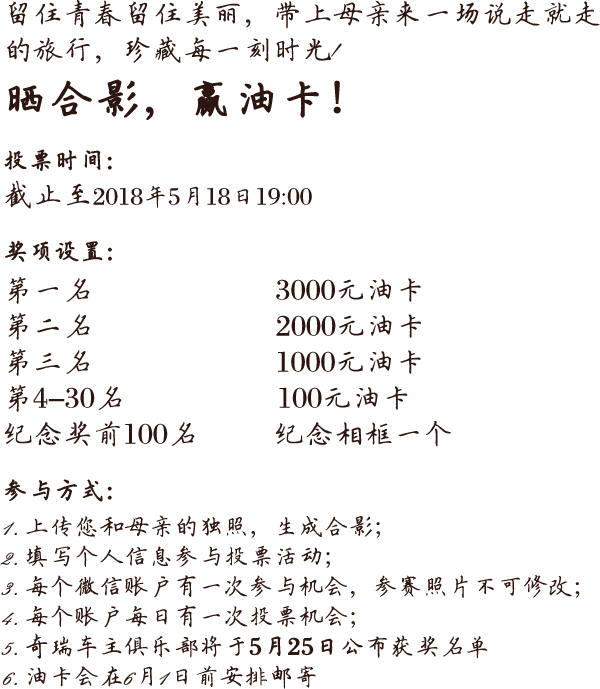 留住青春留住美丽，带上母亲来一场说走就走
的旅行，珍藏每一刻时光！
晒合影，赢油卡！
投票时间：
截止至2018年5月18日19:00
奖项设置：
第一名 3000元油卡
第二名 2000元油卡
第三名 1000元油卡
第4-30名 100元油卡
纪念奖前100名 纪念相框一个
参与方式：
1. 上传您和母亲的独照，生成合影；
2. 填写个人信息参与投票活动；
3. 每个微信账户有一次参与机会，参赛照片不可修改；
4. 每个账户每日有一次投票机会；
5. 奇瑞车主俱乐部将于5月25日公布获奖名单
6. 油卡会在6月1日前安排邮寄